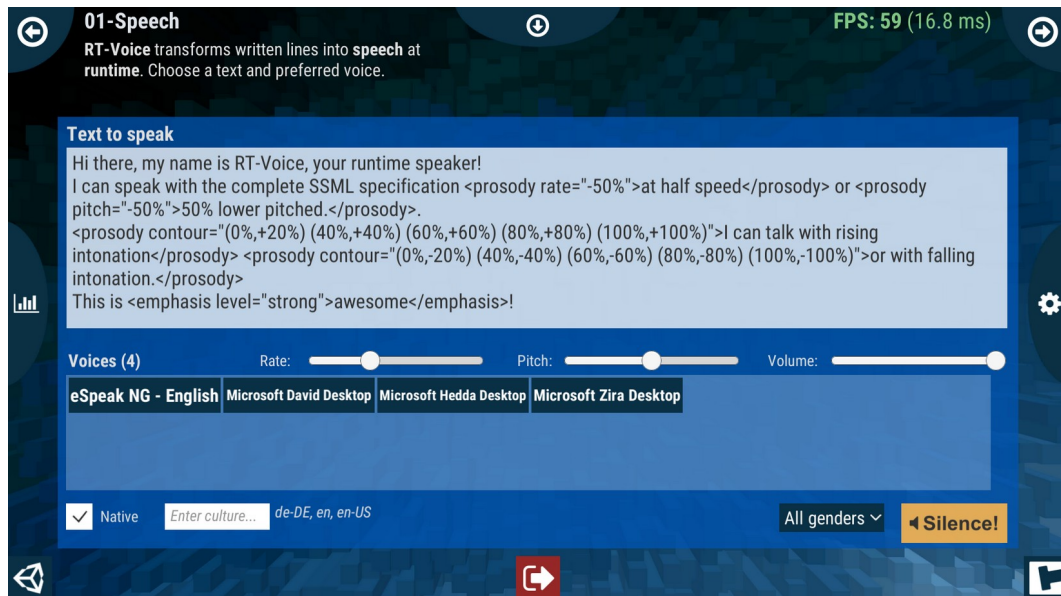 01-Speech
FPS: 59 (16.8 ms)
RT-Voice transforms written lines into speech at
runtime. Choose a text and preferred voice.
Text to speak
Hi there, my name is RT-Voice, your runtime speaker!
I can speak with the complete SSML specification <prosody rate="-50%">at half speed</prosody> or <prosody
pitch="-50%">50% lower pitched.</prosody>.
<prosody contour="(0%,+20%) (40%,+40%) (60%,+60%) (80%,+80%) (100%,+100%)">I can talk with rising
intonation</prosody> <prosody contour="(0%,-20%) (40%,-40%) (60%,-60%) (80%,-80%) (100%,-100%)">or with falling
intonation.</prosody>
This is <emphasis level="strong">awesome</emphasis>!
Voices (4) Rate: Pitch: Volume:
eSpeak NG - English Microsoft David Desktop Microsoft Hedda Desktop Microsoft Zira Desktop
Native Enter culture... de-DE, en, en-US All genders Silence!